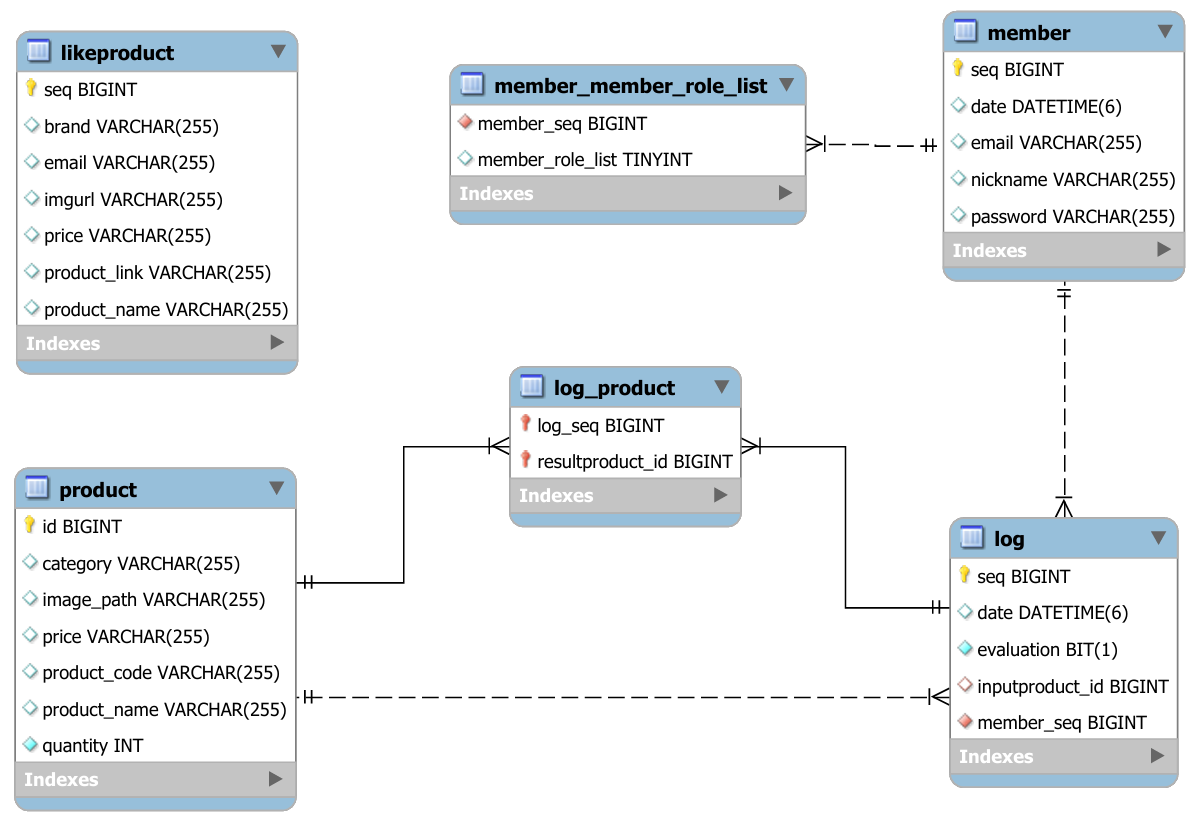 likeproduct
seq BIGINT
brand VARCHAR(255)
email VARCHAR(255)
imgurl VARCHAR(255)
price VARCHAR(255)
product_link VARCHAR(255)
product_name VARCHAR(255)
Indexes
member_member_role_list
member_seq BIGINT
member_role_list TINYINT
Indexes
member
seq BIGINT
date DATETIME(6)
email VARCHAR(255)
nickname VARCHAR(255)
password VARCHAR(255)
Indexes
log_product
log_seq BIGINT
resultproduct_id BIGINT
Indexes
product
id BIGINT
category VARCHAR(255)
image_path VARCHAR(255)
price VARCHAR(255)
product_code VARCHAR(255)
product_name VARCHAR(255)
quantity INT
Indexes
log
seq BIGINT
date DATETIME(6)
evaluation BIT(1)
inputproduct_id BIGINT
member_seq BIGINT
Indexes